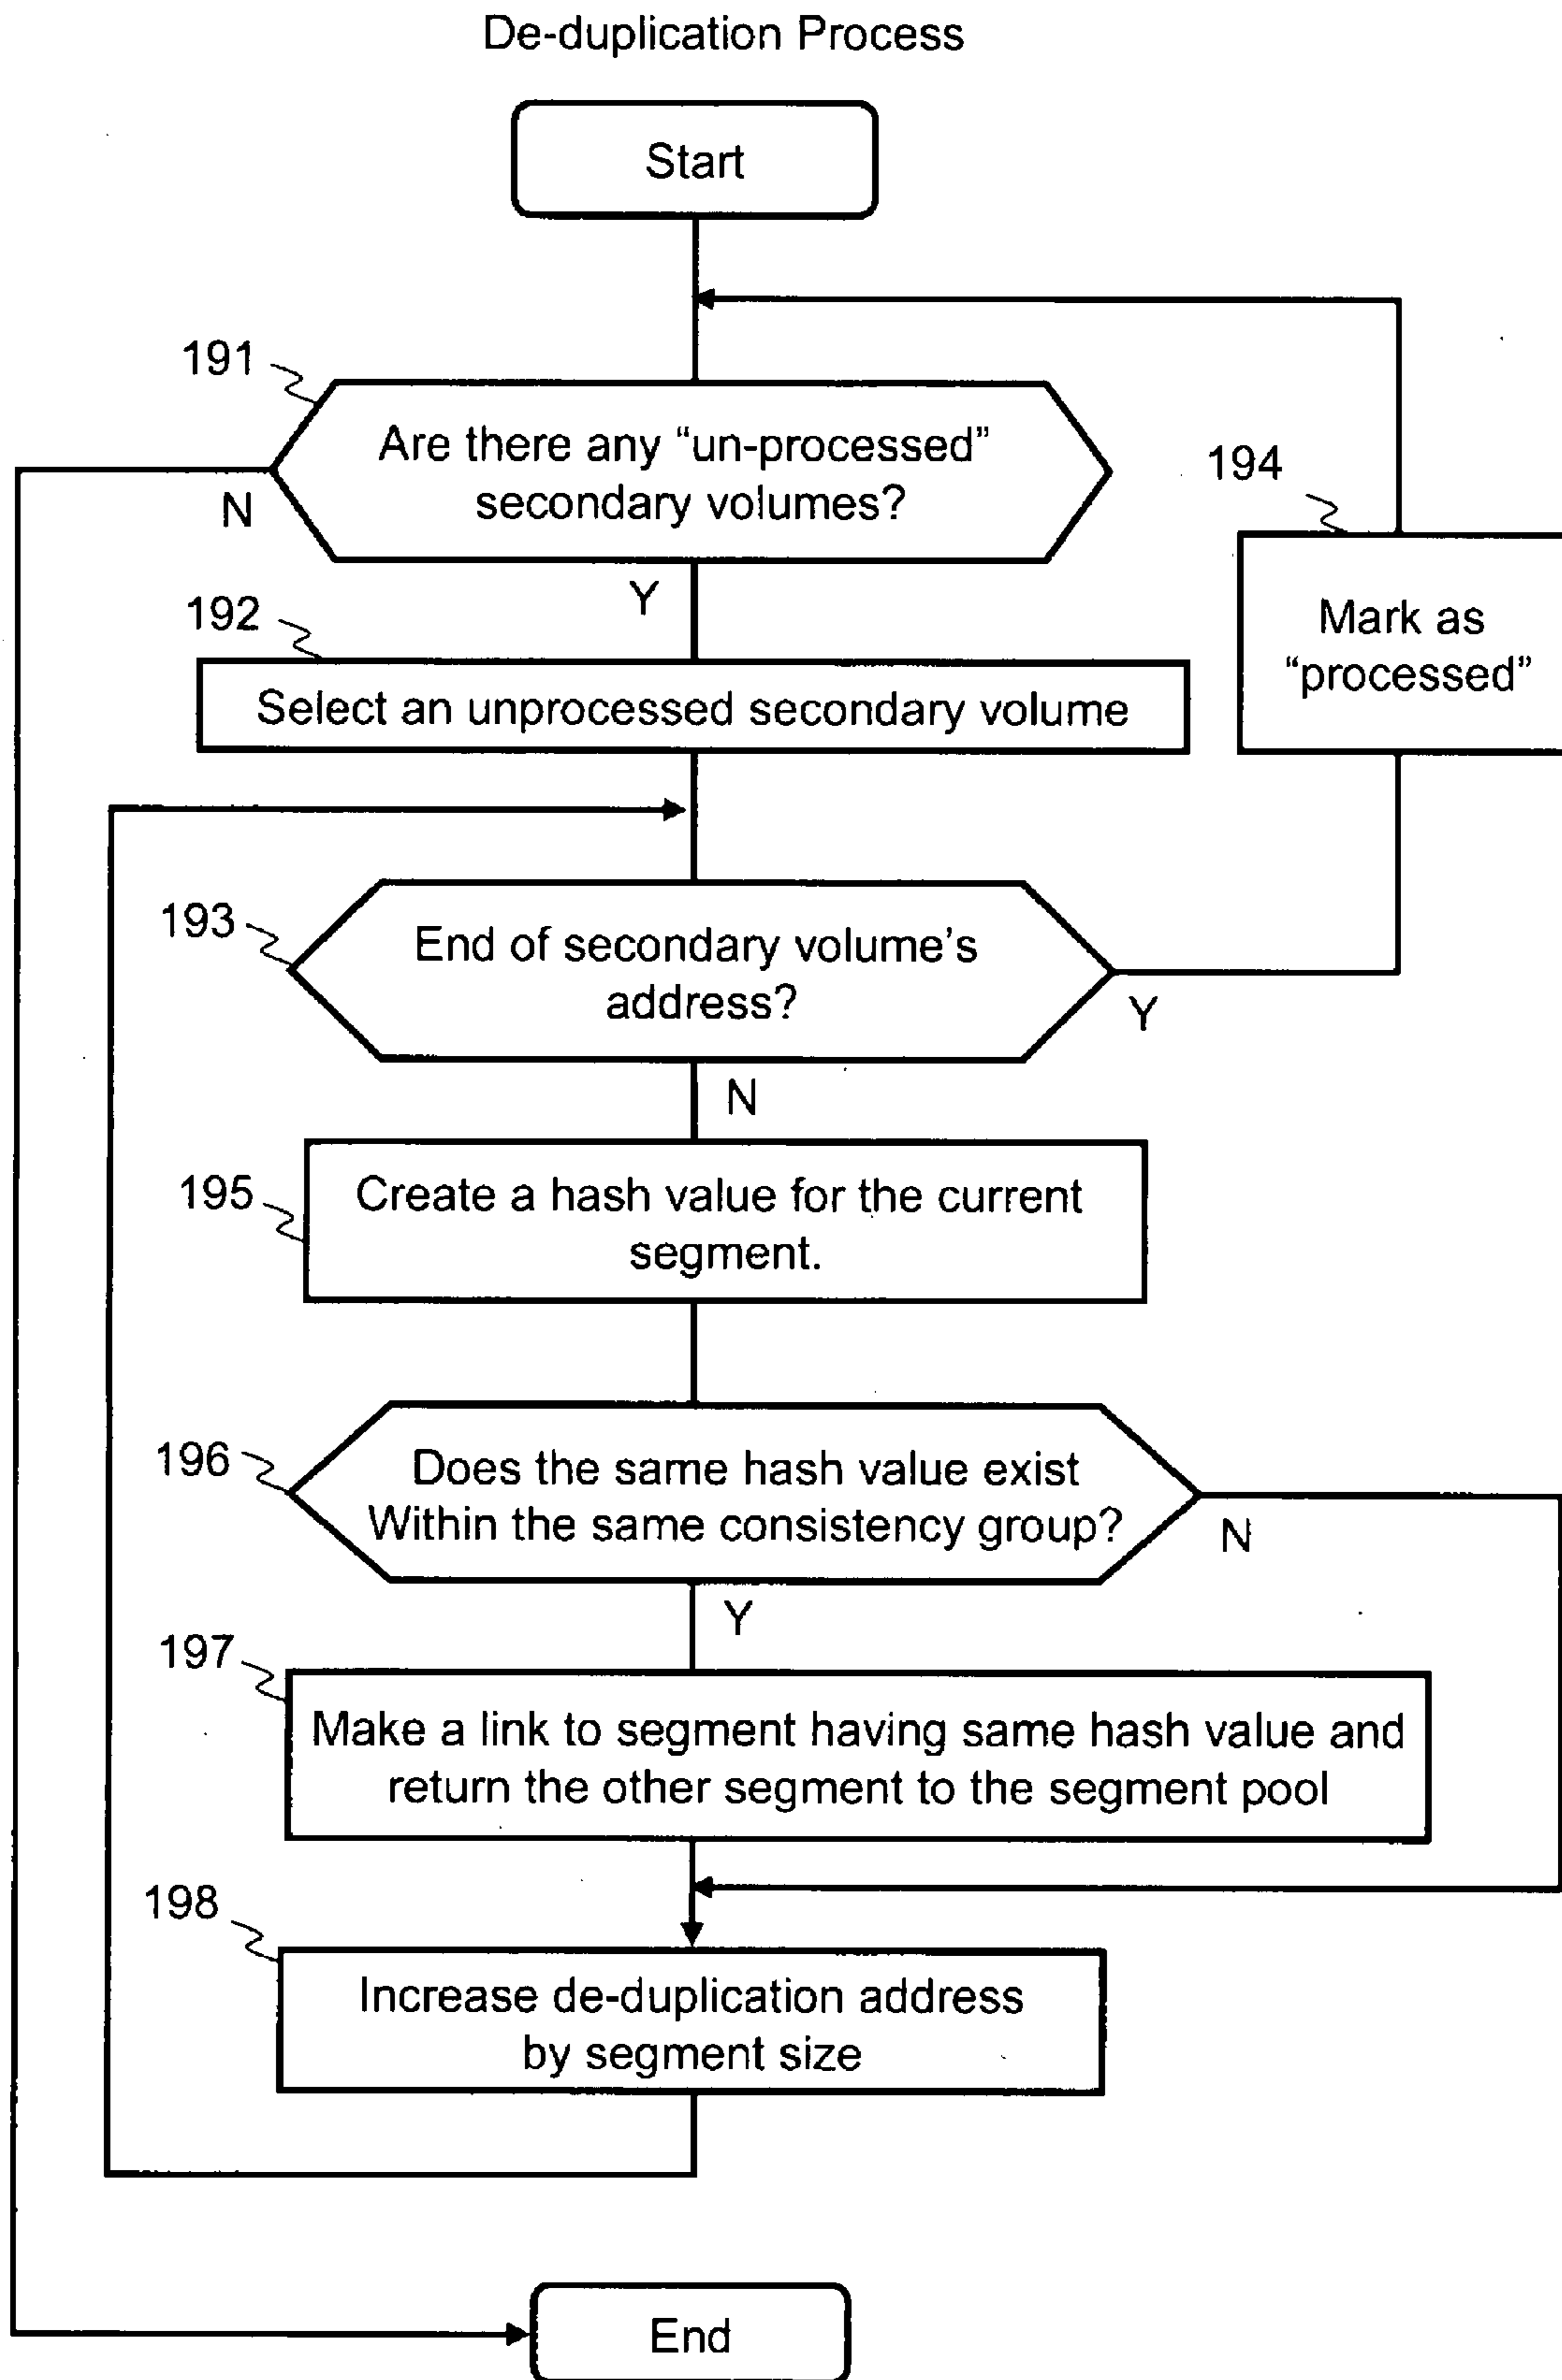 De-duplication Process
Start
191
Are there any “un-processed”
secondary volumes?
N
Y
194
Mark as
“processed”
192
Select an unprocessed secondary volume
193
End of secondary volume’s
address?
Y
N
195
Create a hash value for the current
segment.
196
Does the same hash value exist
Within the same consistency group?
N
Y
197
Make a link to segment having same hash value and
return the other segment to the segment pool
198
Increase de-duplication address
by segment size
End